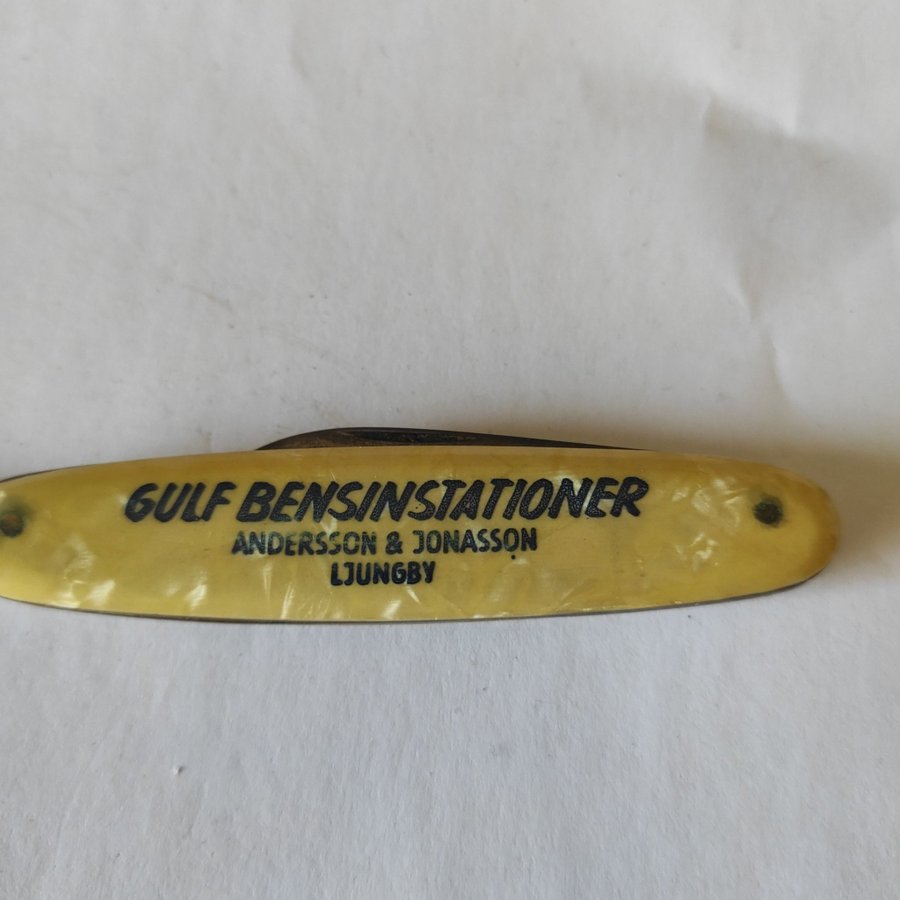 GULF BENSINSTATIONER
ANDERSSON & JONASSON
LJUNGBY